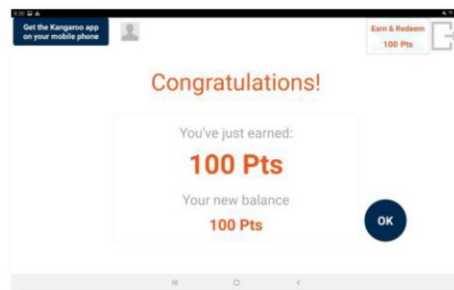 Get the Kangaroo app
on your mobile phone
Earn & Redeem
100 Pts
Congratulations!
You've just earned:
100 Pts
Your new balance
100 Pts
OK